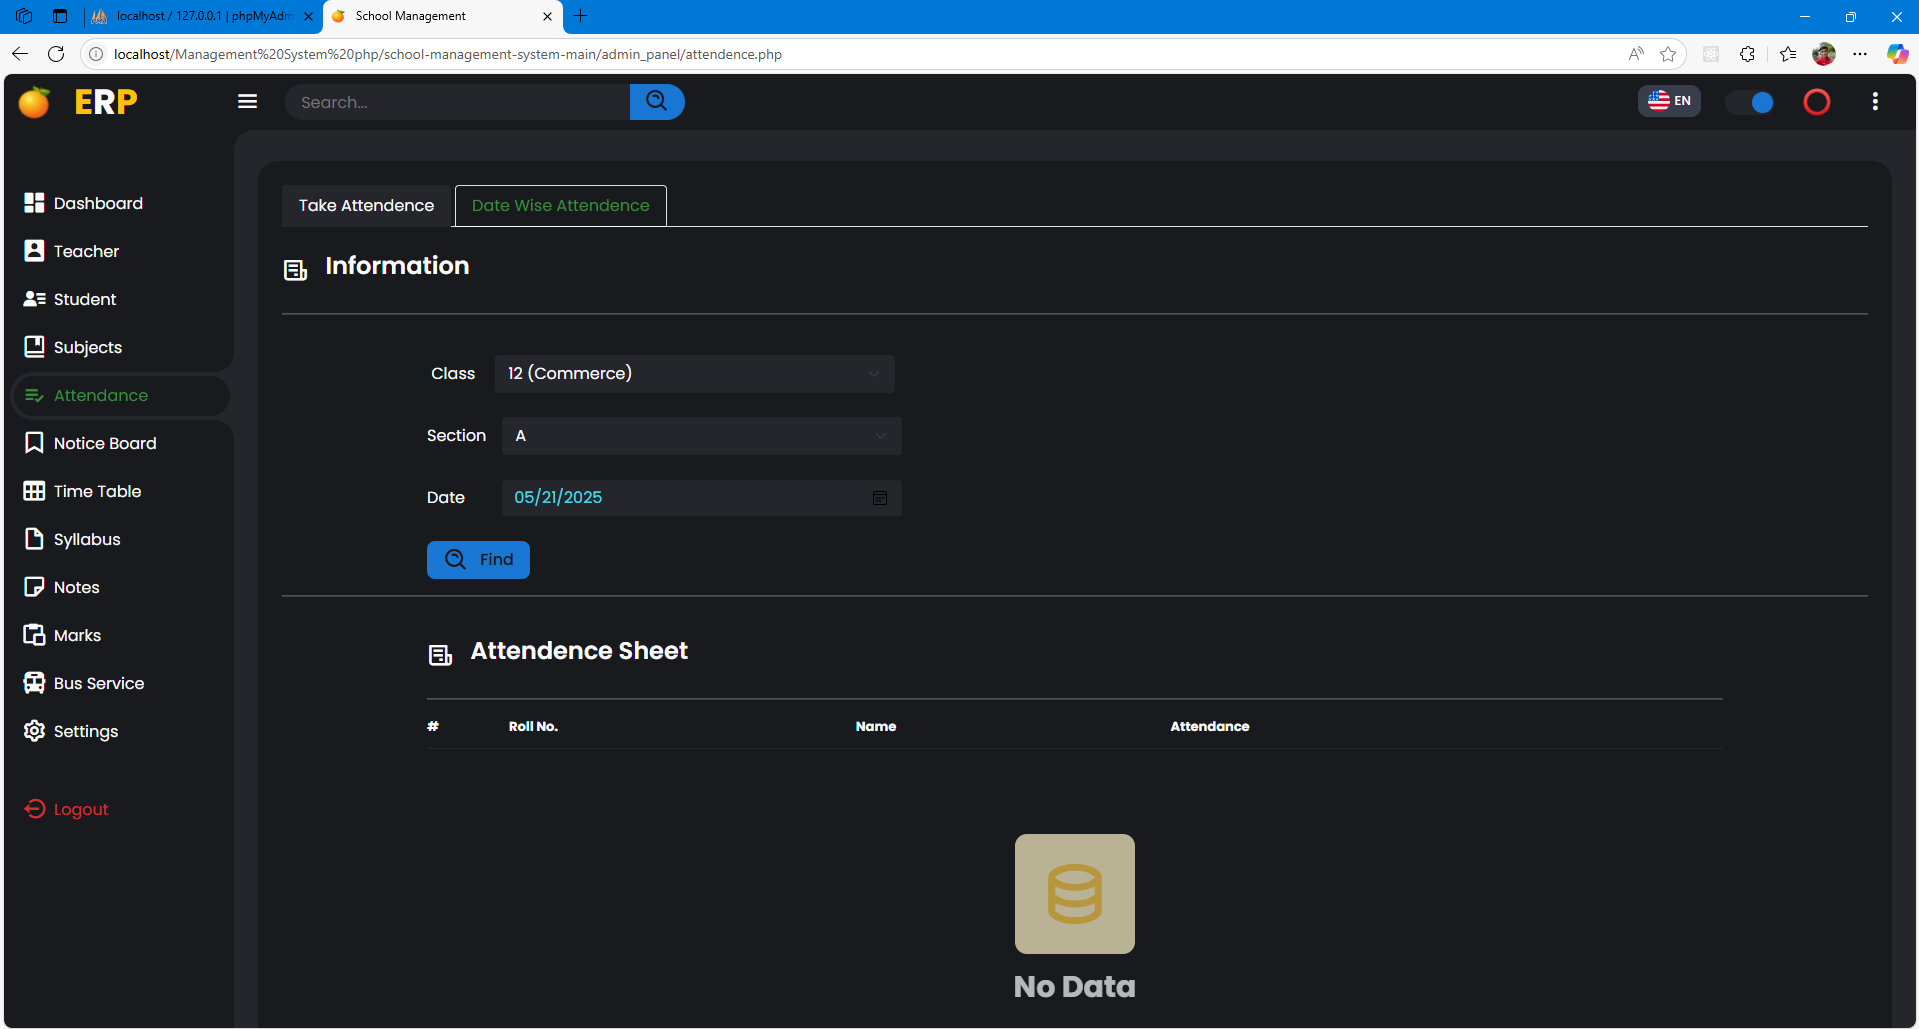 localhost / 127.0.0.1 | phpMyAdm
School Management
localhost/Management%20System%20php/school-management-system-main/admin_panel/attendence.php
ERP
Search...
EN
Dashboard
Teacher
Student
Subjects
Attendance
Notice Board
Time Table
Syllabus
Notes
Marks
Bus Service
Settings
Logout
Take Attendence
Date Wise Attendence
Information
Class
12 (Commerce)
Section
A
Date
05/21/2025
Find
Attendence Sheet
# Roll No. Name Attendance
No Data